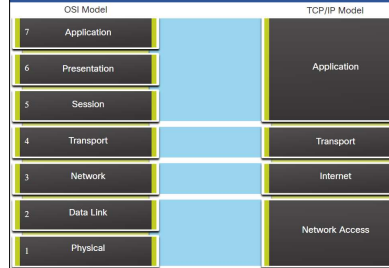 OSI Model
TCP/IP Model
7 Application
6 Presentation
5 Session
Application
4 Transport
Transport
3 Network
Internet
2 Data Link
1 Physical
Network Access